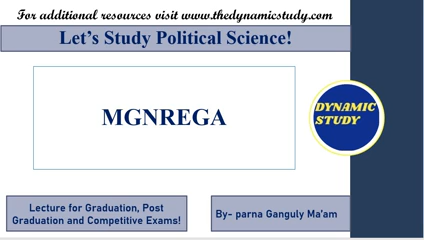 For additional resources visit www.thedynamicstudy.com
Let's Study Political Science!
MGNREGA
DYNAMIC
STUDY
Lecture for Graduation, Post
Graduation and Competitive Exams!
By- parna Ganguly Ma'am